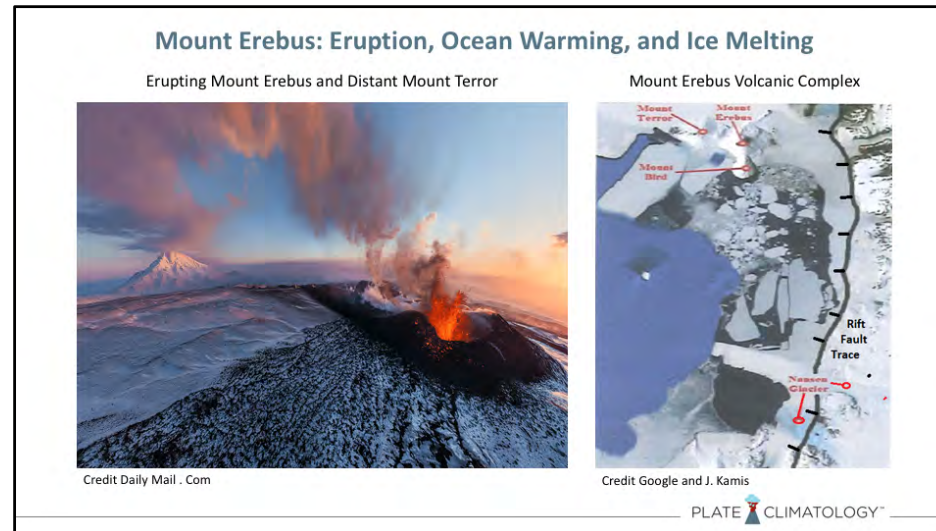 Mount Erebus: Eruption, Ocean Warming, and Ice Melting
Erupting Mount Erebus and Distant Mount Terror
Mount Erebus Volcanic Complex
Mount
Terror
Mount
Erebus
Mount
Bird
Rift
Fault
Trace
Nansen
Glacier
Credit Daily Mail . Com
Credit Google and J. Kamis
PLATE CLIMATOLOGY™